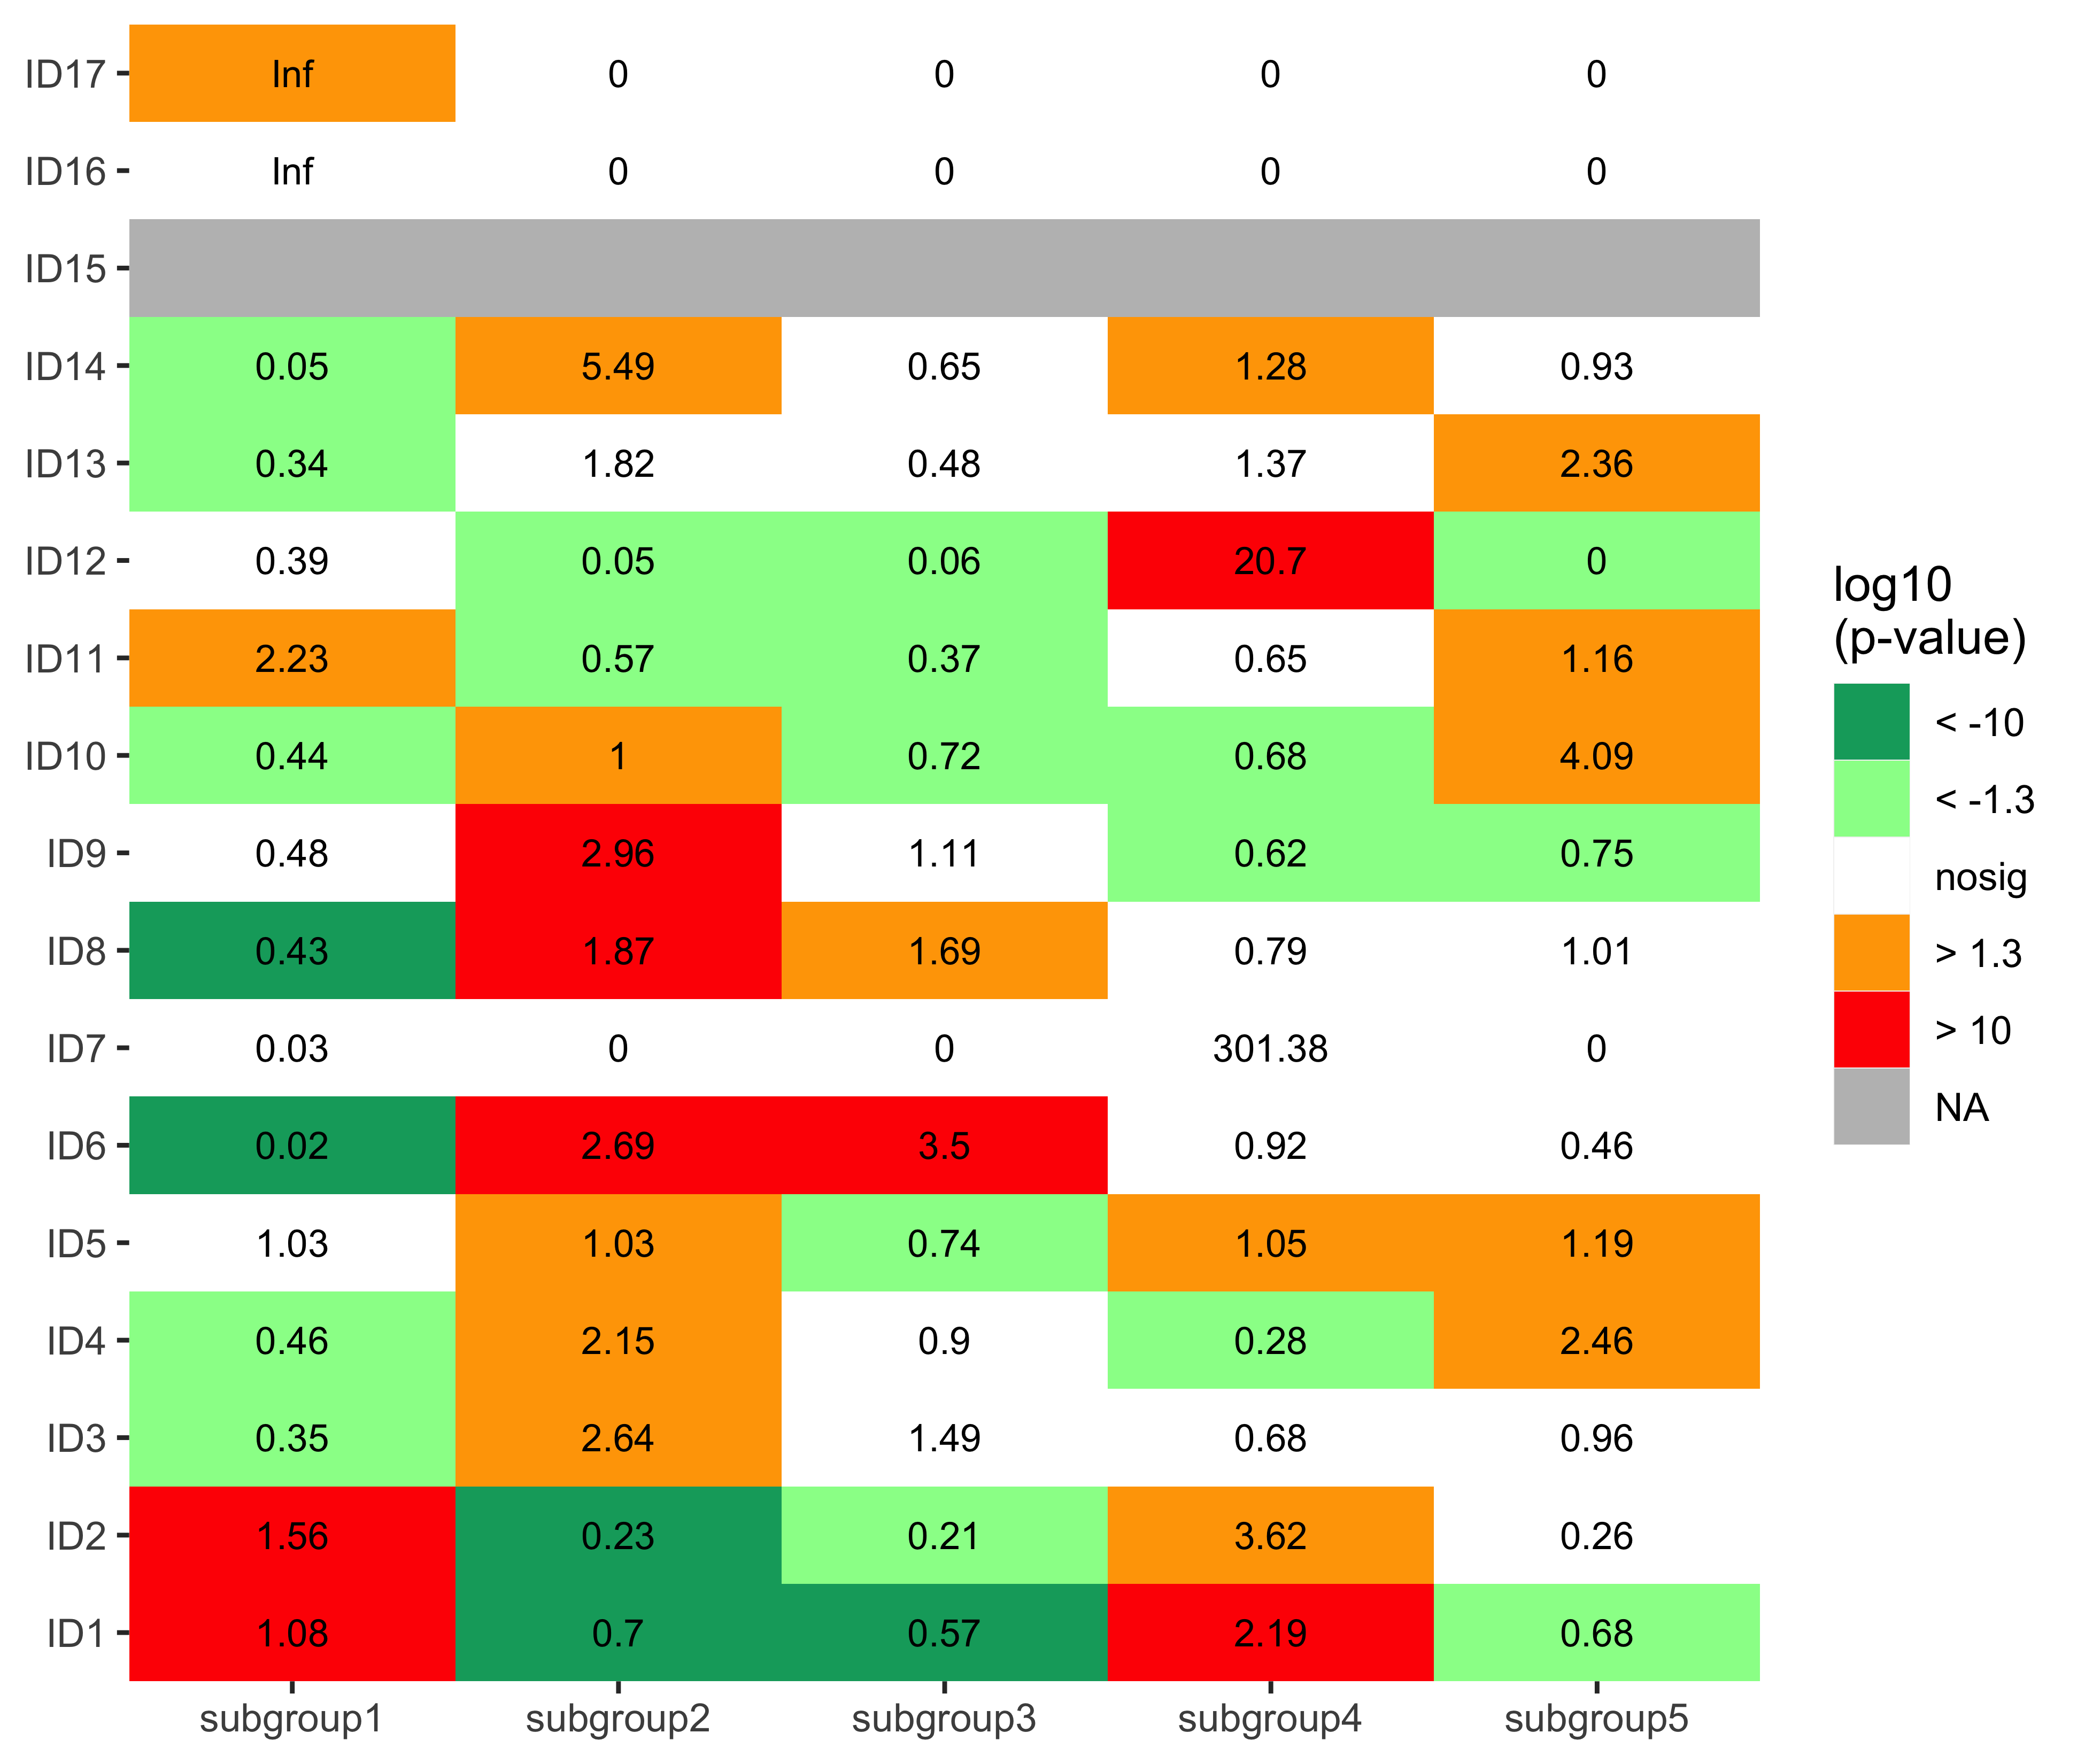 ID17 Inf 0 0 0 0
ID16 Inf 0 0 0 0
ID15
ID14 0.05 5.49 0.65 1.28 0.93
ID13 0.34 1.82 0.48 1.37 2.36
ID12 0.39 0.05 0.06 20.7 0
ID11 2.23 0.57 0.37 0.65 1.16
ID10 0.44 1 0.72 0.68 4.09
ID9 0.48 2.96 1.11 0.62 0.75
ID8 0.43 1.87 1.69 0.79 1.01
ID7 0.03 0 0 301.38 0
ID6 0.02 2.69 3.5 0.92 0.46
ID5 1.03 1.03 0.74 1.05 1.19
ID4 0.46 2.15 0.9 0.28 2.46
ID3 0.35 2.64 1.49 0.68 0.96
ID2 1.56 0.23 0.21 3.62 0.26
ID1 1.08 0.7 0.57 2.19 0.68
subgroup1 subgroup2 subgroup3 subgroup4 subgroup5
log10
(p-value)
< -10
< -1.3
nosig
> 1.3
> 10
NA